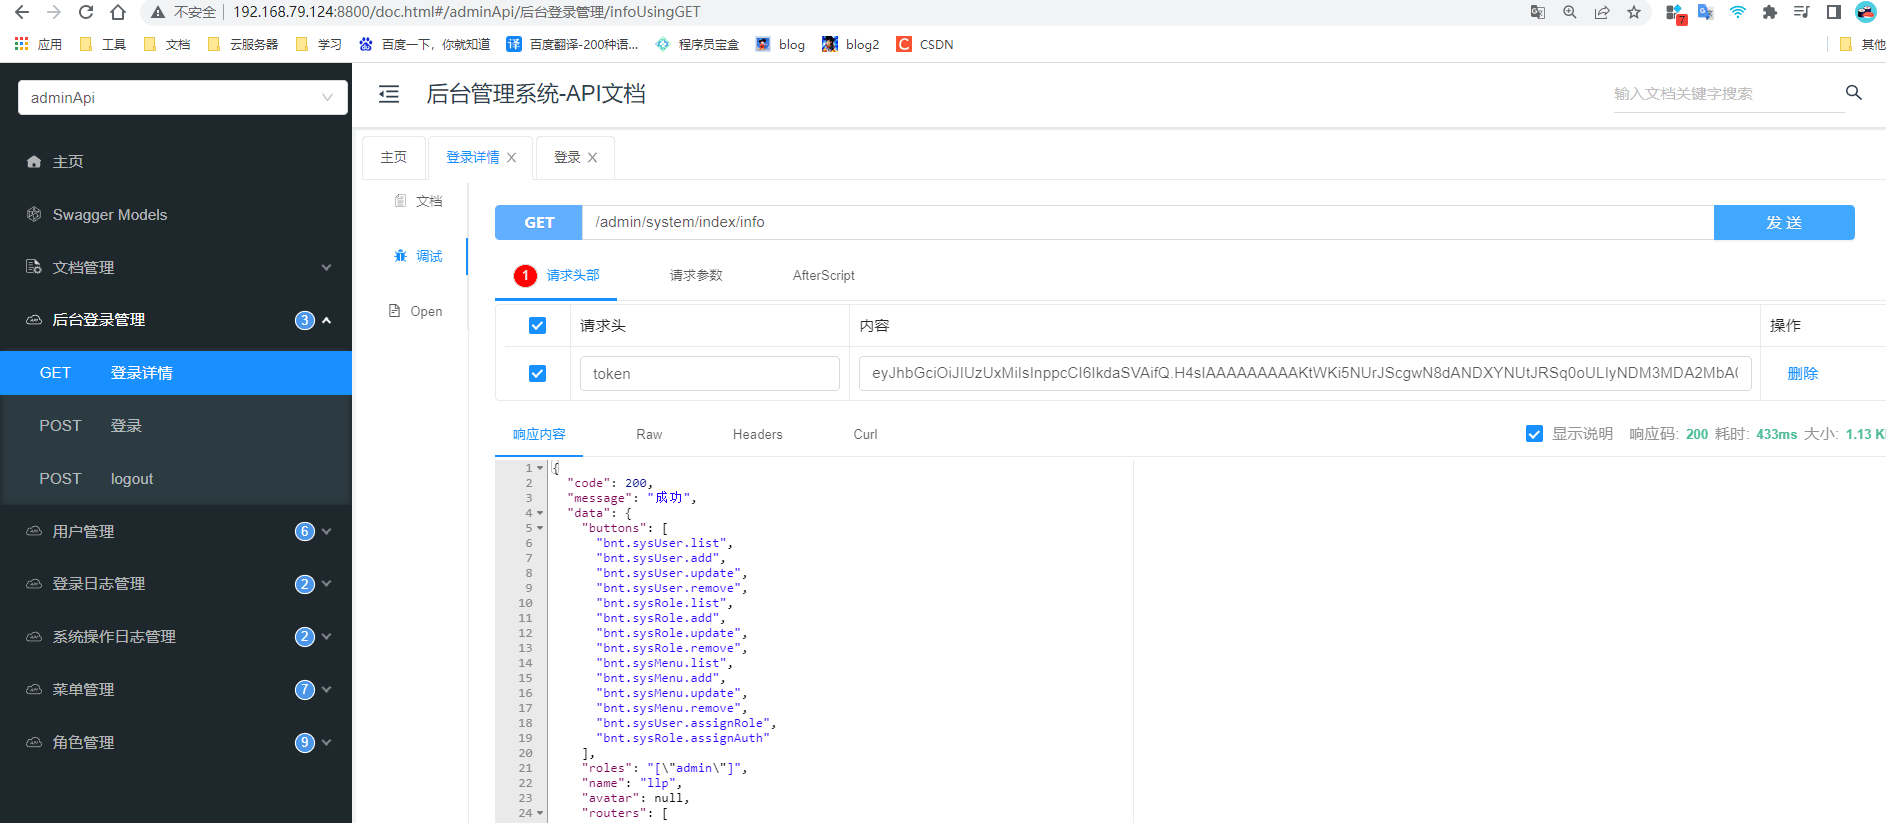 不安全 192.168.79.124:8800/doc.html#/adminApi/后台登录管理/infoUsingGET
7
应用 工具 文档 云服务器 学习 百度一下，你就知道 译 百度翻译-200种语... 程序员宝盒 blog blog2 C CSDN 其他
adminApi
后台管理系统-API文档
输入文档关键字搜索
主页
Swagger Models
文档管理
后台登录管理 3
GET 登录详情
POST 登录
POST logout
用户管理 6
登录日志管理 2
系统操作日志管理 2
菜单管理 7
角色管理 9
主页 登录详情 登录
文档
调试
Open
GET /admin/system/index/info 发 送
1 请求头部 请求参数 AfterScript
请求头 内容 操作
token 删除
响应内容 Raw Headers Curl
显示说明 响应码: 200 耗时: 433ms 大小: 1.13 K
1 {
2 "code": 200,
3 "message": "成功",
4 "data": {
5 "buttons": [
6 "bnt.sysUser.list",
7 "bnt.sysUser.add",
8 "bnt.sysUser.update",
9 "bnt.sysUser.remove",
10 "bnt.sysRole.list",
11 "bnt.sysRole.add",
12 "bnt.sysRole.update",
13 "bnt.sysRole.remove",
14 "bnt.sysMenu.list",
15 "bnt.sysMenu.add",
16 "bnt.sysMenu.update",
17 "bnt.sysMenu.remove",
18 "bnt.sysUser.assignRole",
19 "bnt.sysRole.assignAuth"
20 ],
21 "roles": "[\"admin\"]",
22 "name": "llp",
23 "avatar": null,
24 "routers": [